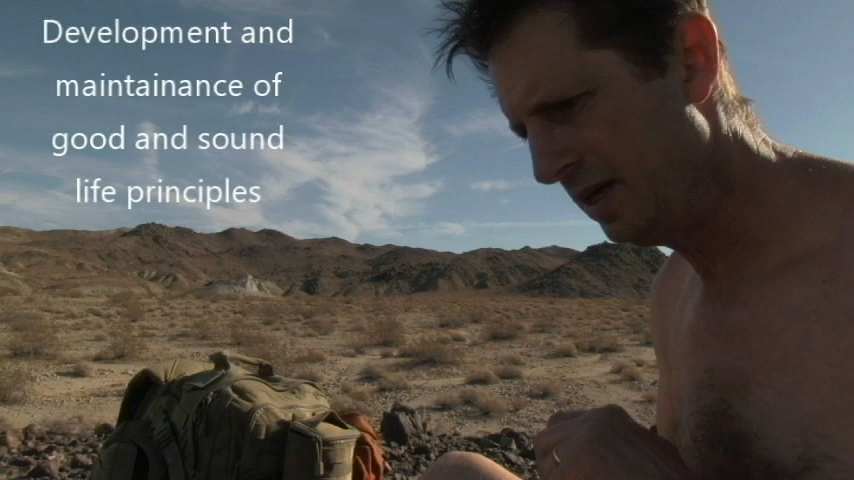 Development and
maintainance of
good and sound
life principles